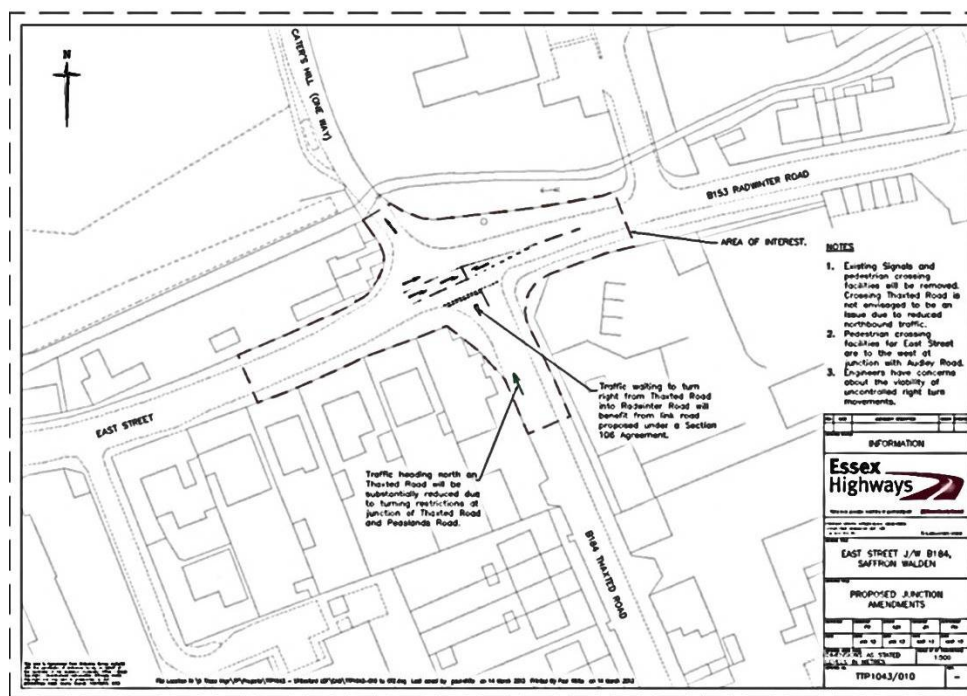 N
CATER'S HILL (ONE WAY)
B153 RADWINTER ROAD
AREA OF INTEREST.
NOTES
1. Existing Signals and
pedestrian crossing
facilities will be removed.
Crossing Thaxted Road is
not envisaged to be an
issue due to reduced
northbound traffic.
2. Pedestrian crossing
facilities for East Street
are to the west at
junction with Audley Road.
3. Engineers have concerns
about the viability of
uncontrolled right turn
movements.
Traffic waiting to turn
right from Thaxted Road
into Radwinter Road will
benefit from link road
proposed under a Section
106 Agreement.
EAST STREET
Traffic heading north on
Thaxted Road will be
substantially reduced due
to turning restrictions at
junction of Thaxted Road
and Peaslands Road.
B184 THAXTED ROAD
INFORMATION
Essex
Highways
EAST STREET J/W B184,
SAFFRON WALDEN
PROPOSED JUNCTION
AMENDMENTS
DIMENSIONS AS STATED
LEVELS IN METRES
1:500
TTP1043/010
-